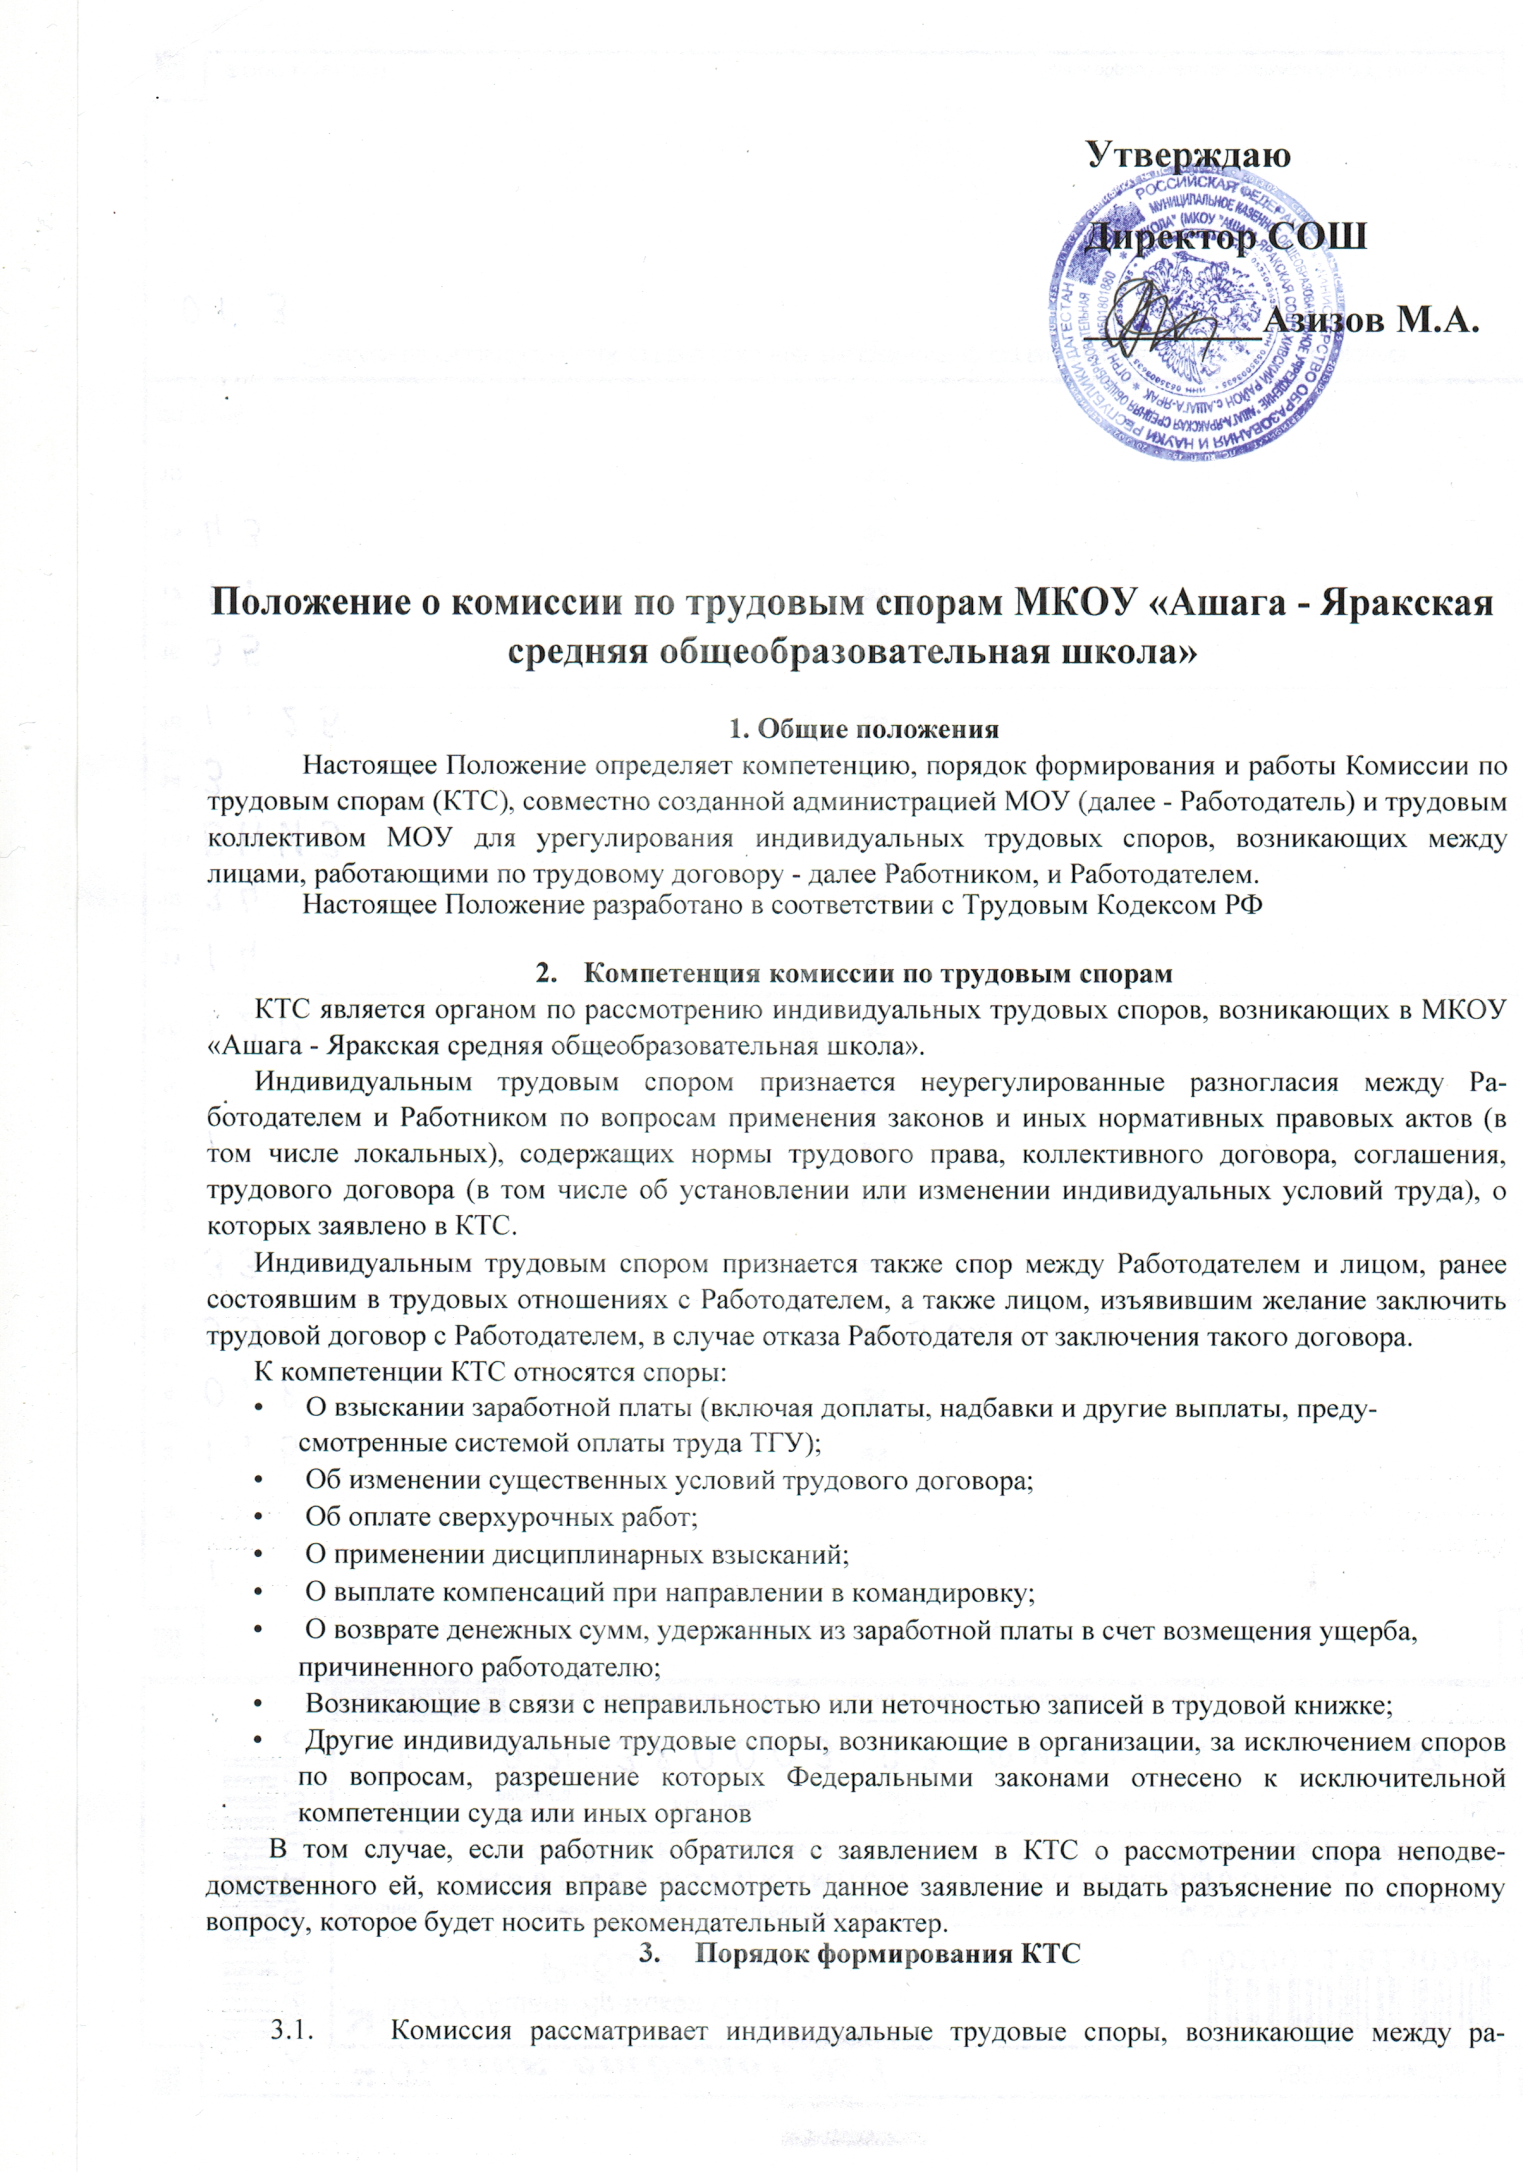 Утверждаю
Директор СОШ
Азизов М.А.
РОССИЙСКАЯ ФЕДЕРАЦИЯ
Положение о комиссии по трудовым спорам МКОУ «Ашага - Яракская
средняя общеобразовательная школа»
1. Общие положения
Настоящее Положение определяет компетенцию, порядок формирования и работы Комиссии по
трудовым спорам (КТС), совместно созданной администрацией МОУ (далее - Работодатель) и трудовым
коллективом МОУ для урегулирования индивидуальных трудовых споров, возникающих между
лицами, работающими по трудовому договору - далее Работником, и Работодателем.
Настоящее Положение разработано в соответствии с Трудовым Кодексом РФ
2. Компетенция комиссии по трудовым спорам
КТС является органом по рассмотрению индивидуальных трудовых споров, возникающих в МКОУ
«Ашага - Яракская средняя общеобразовательная школа».
Индивидуальным трудовым спором признается неурегулированные разногласия между Ра-
ботодателем и Работником по вопросам применения законов и иных нормативных правовых актов (в
том числе локальных), содержащих нормы трудового права, коллективного договора, соглашения,
трудового договора (в том числе об установлении или изменении индивидуальных условий труда), о
которых заявлено в КТС.
Индивидуальным трудовым спором признается также спор между Работодателем и лицом, ранее
состоявшим в трудовых отношениях с Работодателем, а также лицом, изъявившим желание заключить
трудовой договор с Работодателем, в случае отказа Работодателя от заключения такого договора.
К компетенции КТС относятся споры:
• О взыскании заработной платы (включая доплаты, надбавки и другие выплаты, преду-
смотренные системой оплаты труда ТГУ);
• Об изменении существенных условий трудового договора;
• Об оплате сверхурочных работ;
• О применении дисциплинарных взысканий;
• О выплате компенсаций при направлении в командировку;
• О возврате денежных сумм, удержанных из заработной платы в счет возмещения ущерба,
причиненного работодателю;
• Возникающие в связи с неправильностью или неточностью записей в трудовой книжке;
• Другие индивидуальные трудовые споры, возникающие в организации, за исключением споров
по вопросам, разрешение которых Федеральными законами отнесено к исключительной
компетенции суда или иных органов
В том случае, если работник обратился с заявлением в КТС о рассмотрении спора неподве-
домственного ей, комиссия вправе рассмотреть данное заявление и выдать разъяснение по спорному
вопросу, которое будет носить рекомендательный характер.
3. Порядок формирования КТС
3.1. Комиссия рассматривает индивидуальные трудовые споры, возникающие между ра-